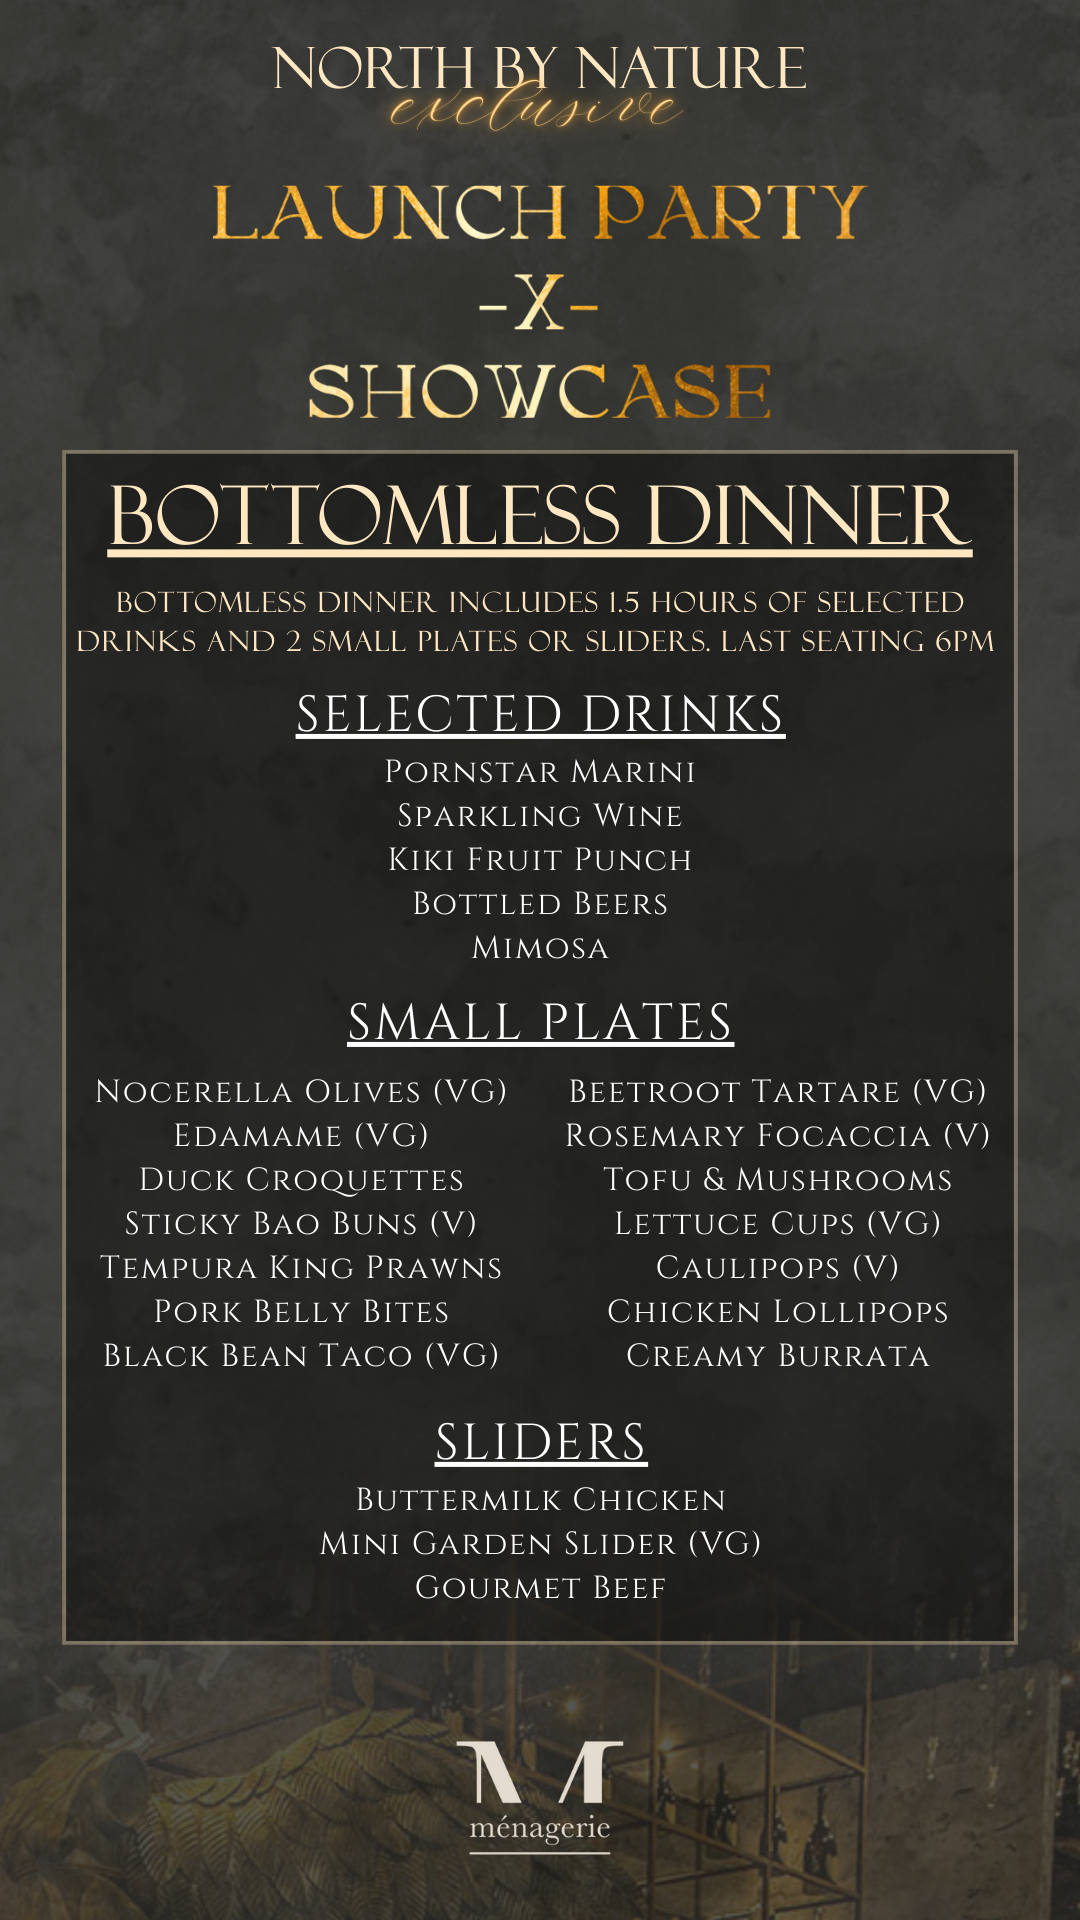 NORTH BY NATURE
exclusive
LAUNCH PARTY
-X-
SHOWCASE
BOTTOMLESS DINNER
BOTTOMLESS DINNER INCLUDES 1.5 HOURS OF SELECTED
DRINKS AND 2 SMALL PLATES OR SLIDERS. LAST SEATING 6PM
SELECTED DRINKS
Pornstar Marini
Sparkling Wine
Kiki Fruit Punch
Bottled Beers
Mimosa
SMALL PLATES
Nocerella Olives (VG)
Edamame (VG)
Duck Croquettes
Sticky Bao Buns (V)
Tempura King Prawns
Pork Belly Bites
Black Bean Taco (VG)
Beetroot Tartare (VG)
Rosemary Focaccia (V)
Tofu & Mushrooms
Lettuce Cups (VG)
Caulipops (V)
Chicken Lollipops
Creamy Burrata
SLIDERS
Buttermilk Chicken
Mini Garden Slider (VG)
Gourmet Beef
M
ménagerie